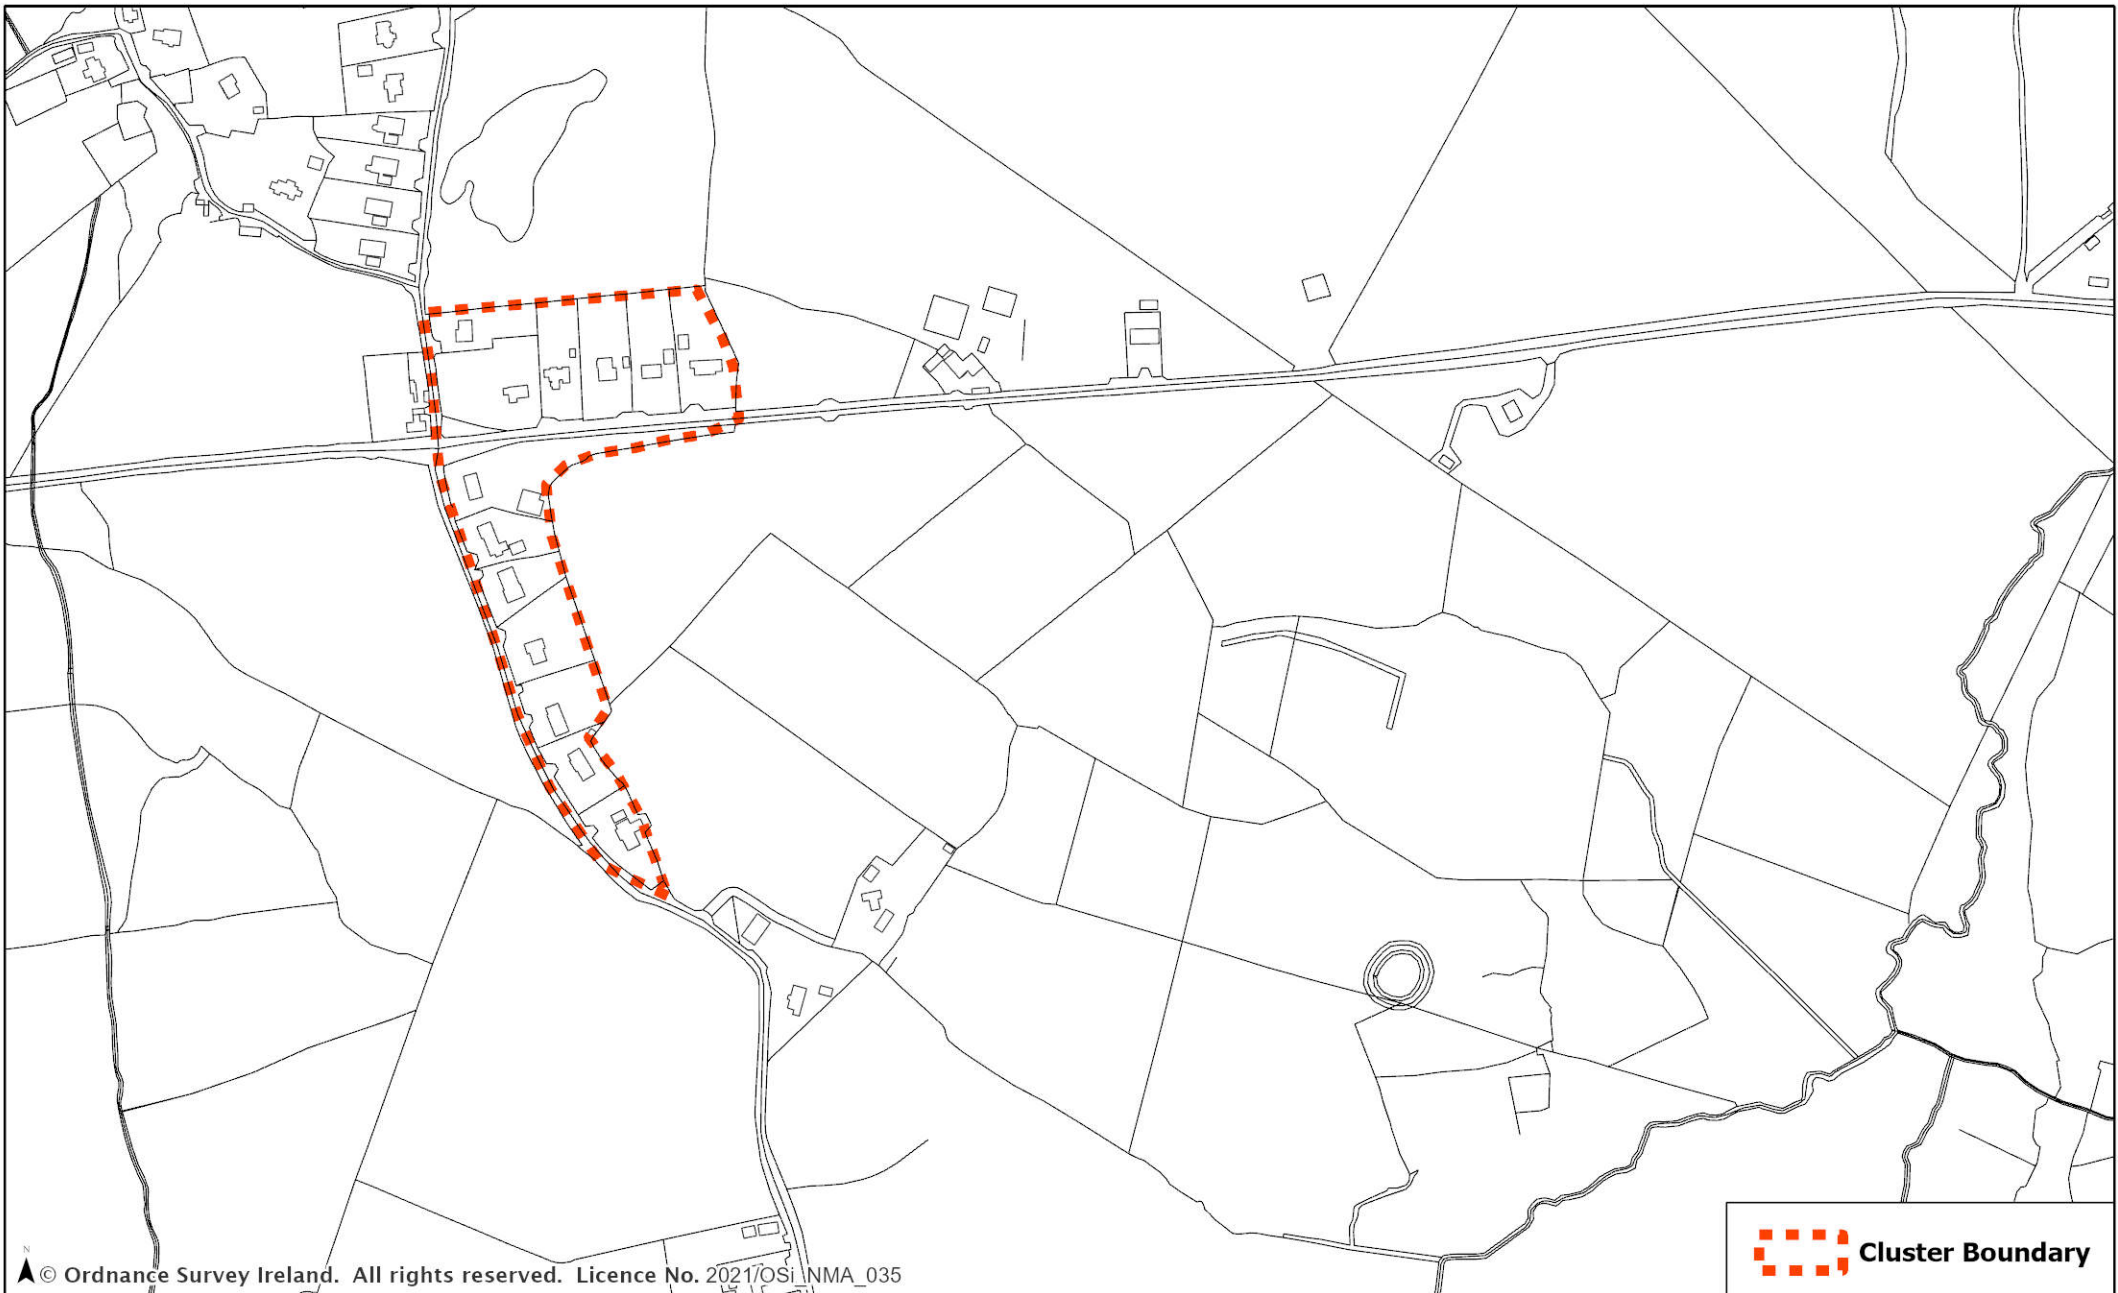 Cluster Boundary
N
© Ordnance Survey Ireland. All rights reserved. Licence No. 2021/OSi_NMA_035